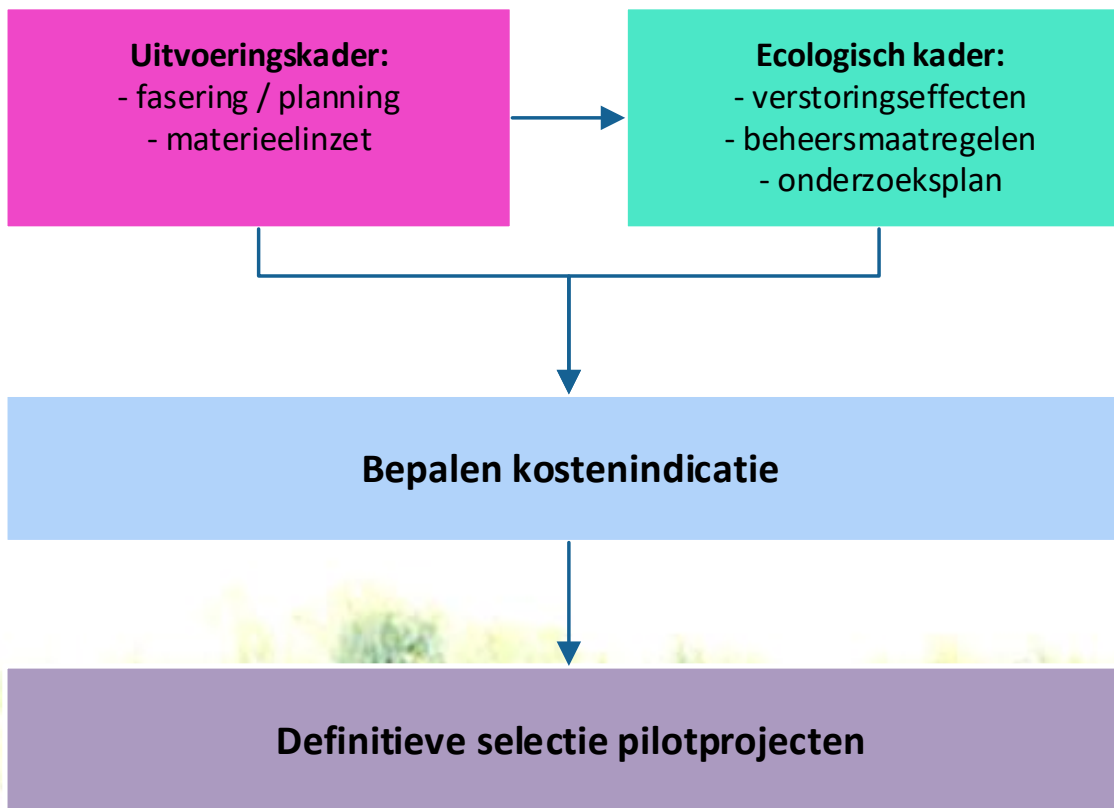 Uitvoeringskader:
- fasering / planning
- materieelinzet
Ecologisch kader:
- verstoringseffecten
- beheersmaatregelen
- onderzoeksplan
Bepalen kostenindicatie
Definitieve selectie pilotprojecten